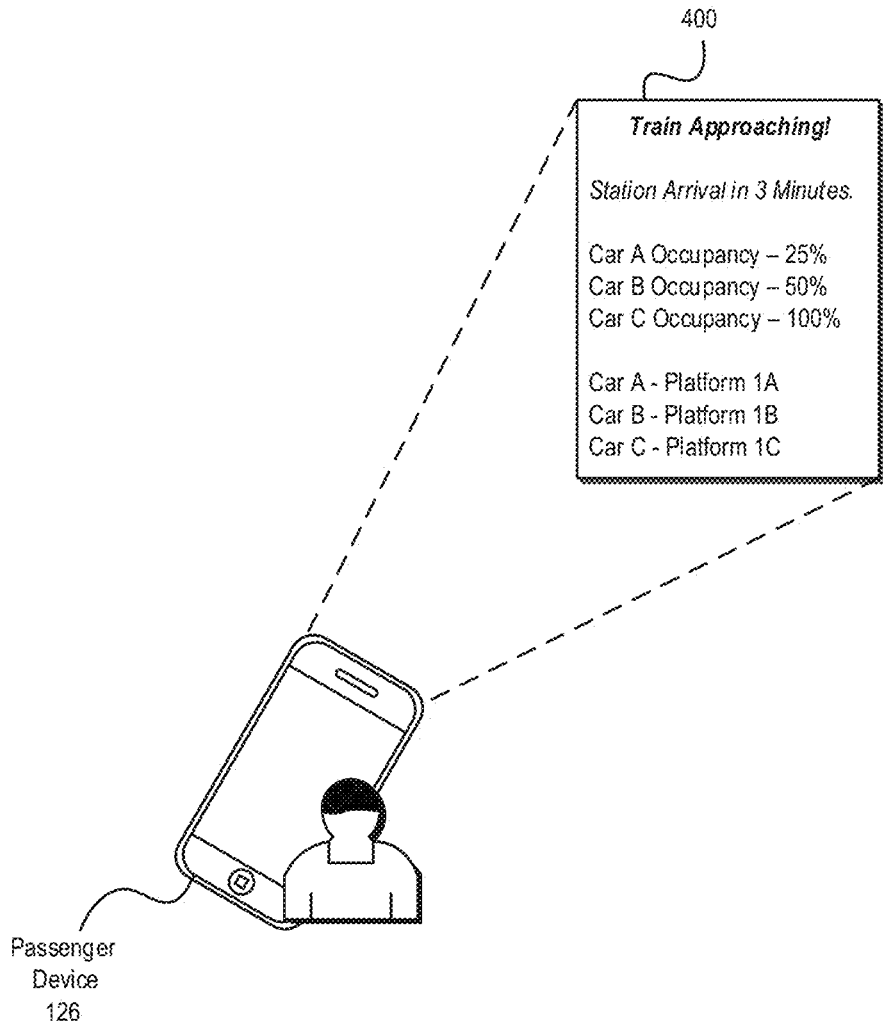 400
Train Approaching!
Station Arrival in 3 Minutes.
Car A Occupancy – 25%
Car B Occupancy – 50%
Car C Occupancy – 100%
Car A - Platform 1A
Car B - Platform 1B
Car C - Platform 1C
Passenger
Device
126